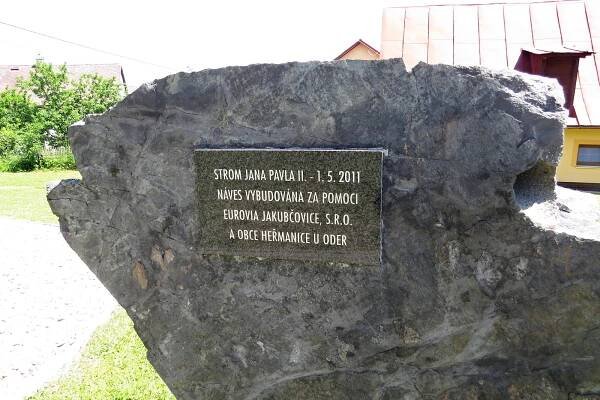 STROM JANA PAVLA II. - 1. 5. 2011
NÁVES VYBUDOVÁNA ZA POMOCI
EUROVIA JAKUBČOVICE, S.R.O.
A OBCE HEŘMANICE U ODER